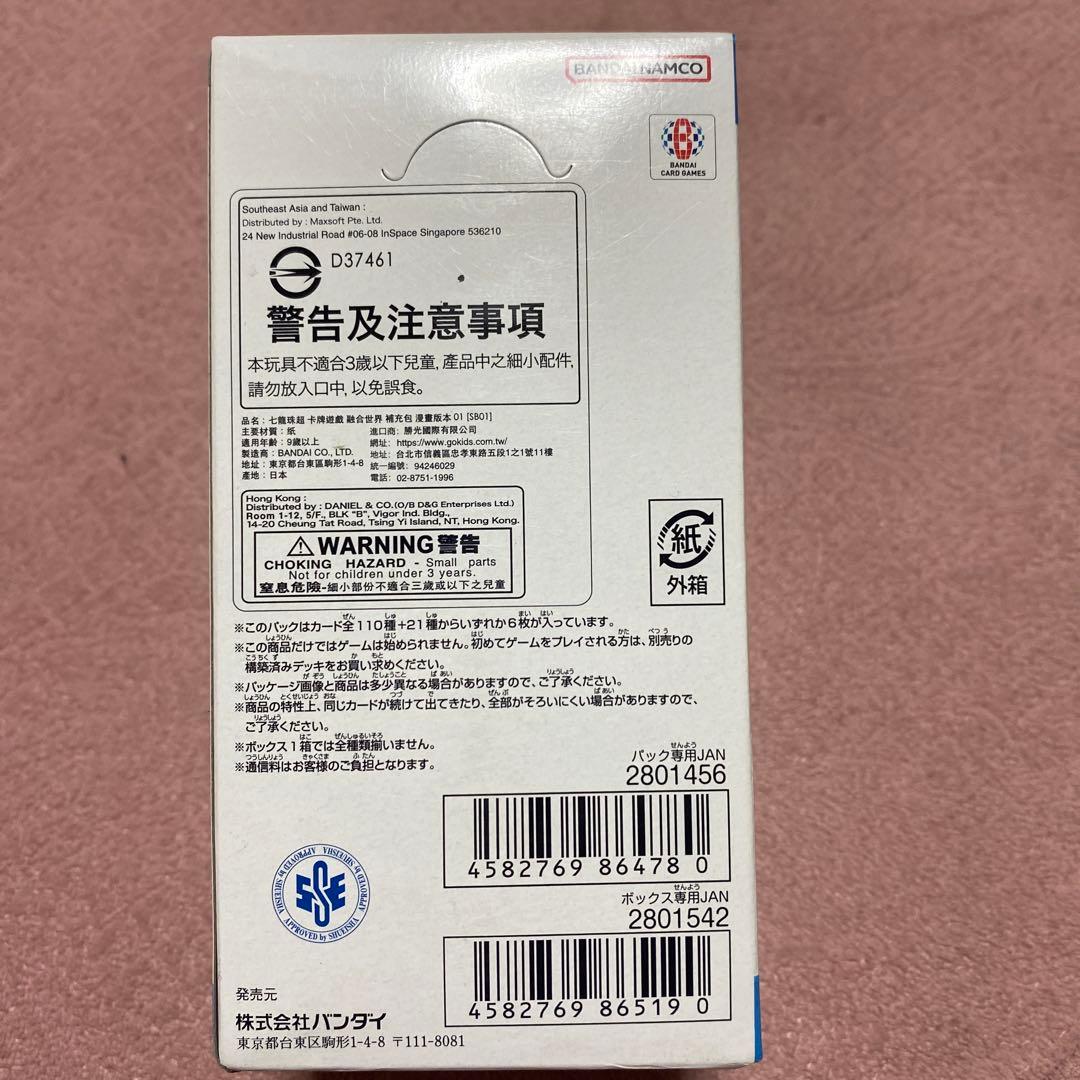 BANDAI NAMCO
BANDAI
CARD GAMES
Southeast Asia and Taiwan :
Distributed by : Maxsoft Pte. Ltd.
24 New Industrial Road #06-08 InSpace Singapore 536210
D37461
警告及注意事項
本玩具不適合3歲以下兒童, 產品中之細小配件,
請勿放入口中, 以免誤食。
品名: 七龍珠超 卡牌遊戲 融合世界 補充包 漫畫版本 01 [SB01]
主要材質: 紙
進口商: 勝光國際有限公司
適用年齡: 9歲以上
網址: https://www.gokids.com.tw/
製造商: BANDAI CO., LTD.
地址: 台北市信義區忠孝東路五段1之1號11樓
地址: 東京都台東區駒形1-4-8
統一編號: 94246029
產地: 日本
電話: 02-8751-1996
Hong Kong :
Distributed by : DANIEL & CO.(O/B D&G Enterprises Ltd.)
Room 1-12, 5/F., BLK "B", Vigor Ind. Bldg.,
14-20 Cheung Tat Road, Tsing Yi Island, NT, Hong Kong.
⚠WARNING警告
CHOKING HAZARD - Small parts
Not for children under 3 years.
窒息危險-細小部份不適合三歲或以下之兒童
紙
外箱
※このパックはカード全110種+21種からいずれか6枚が入っています。
※この商品だけではゲームは始められません。初めてゲームをプレイされる方は、別売りの
構築済みデッキをお買い求めください。
※パッケージ画像と商品は多少異なる場合がありますので、ご了承ください。
※商品の特性上、同じカードが続けて出てきたり、全部がそろいにくい場合がありますので、
ご了承ください。
※ボックス1箱では全種類揃いません。
※通信料はお客様のご負担となります。
パック専用JAN
2801456
4582769 864780
ボックス専用JAN
2801542
4582769 865190
APPROVED by SHUEISHA APPROVED by SHUEISHA APPROVED by SHUEISHA
SSE
発売元
株式会社バンダイ
東京都台東区駒形1-4-8 〒111-8081